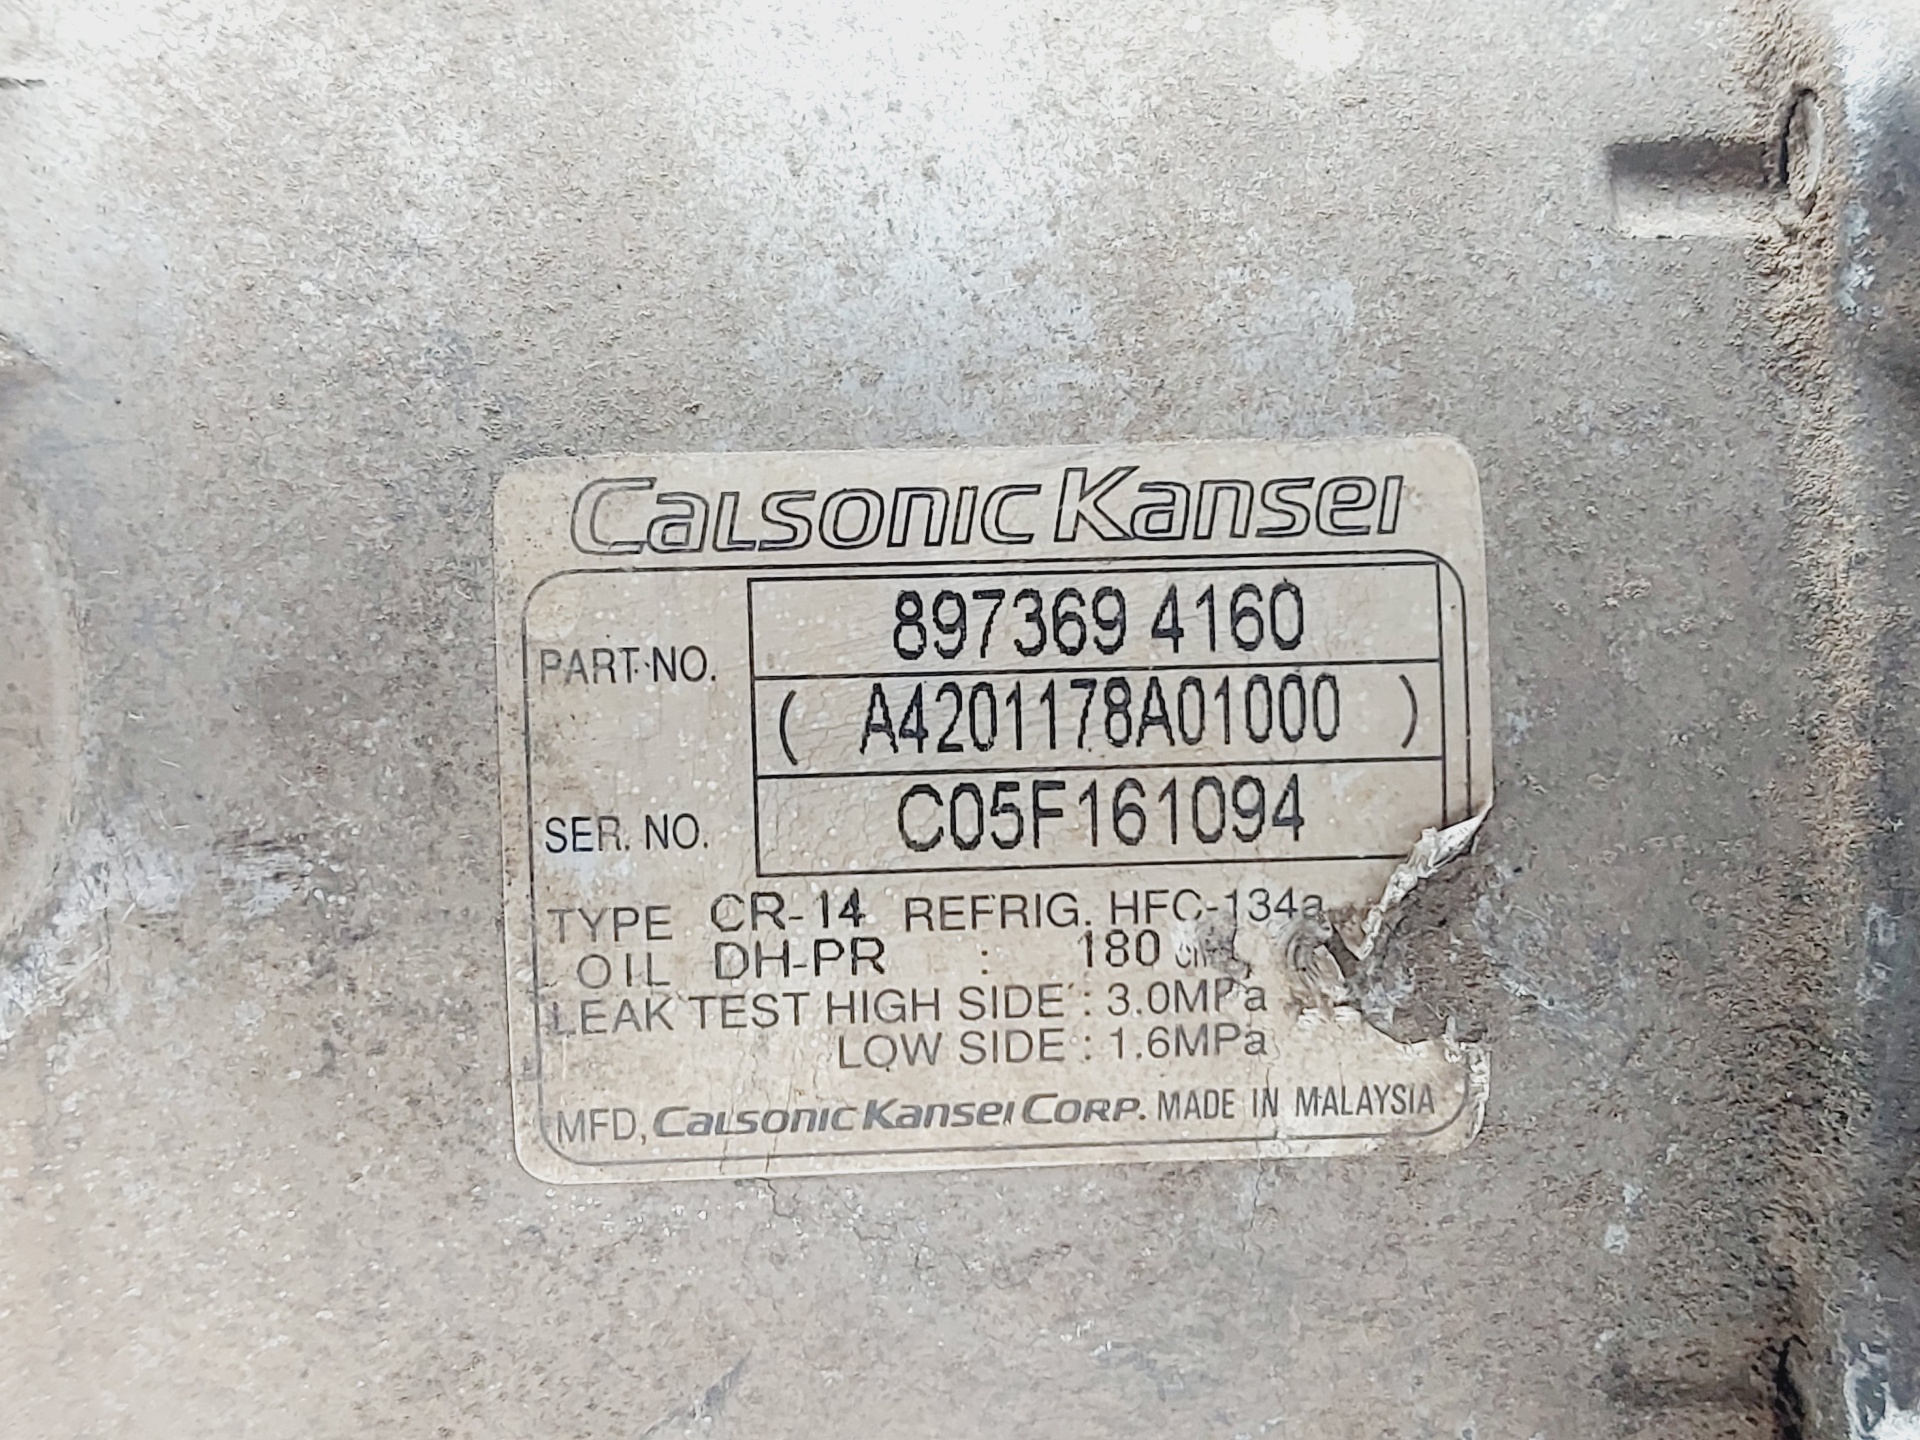 CALSONIC KANSEI
PART NO. 897369 4160
( A4201178A01000 )
SER. NO. C05F161094
TYPE CR-14 REFRIG. HFC-134a
OIL DH-PR : 180
LEAK TEST HIGH SIDE : 3.0MPa
LOW SIDE : 1.6MPa
MFD, CALSONIC KANSEI CORP. MADE IN MALAYSIA